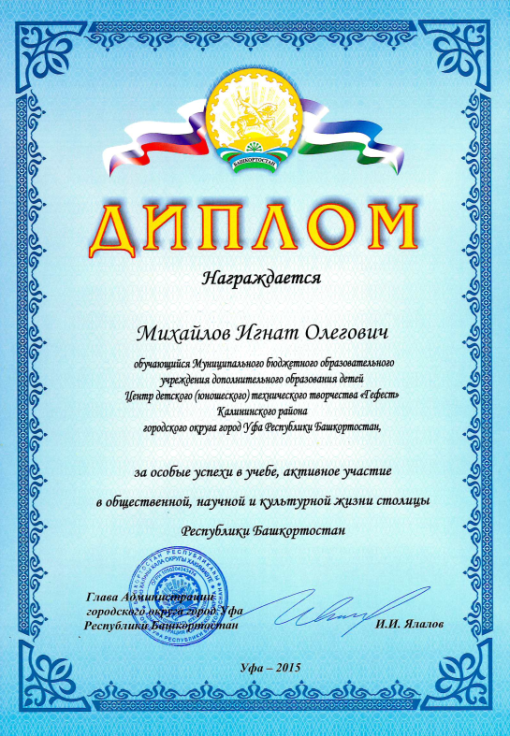 БАШКОРТОСТАН
ДИПЛОМ
Награждается
Михайлов Игнат Олегович
обучающийся Муниципального бюджетного образовательного
учреждения дополнительного образования детей
Центр детского (юношеского) технического творчества «Гефест»
Калининского района
городского округа город Уфа Республики Башкортостан,
за особые успехи в учебе, активное участие
в общественной, научной и культурной жизни столицы
Республики Башкортостан
Глава Администрации
городского округа город Уфа
Республики Башкортостан
И.И. Ялалов
Уфа – 2015